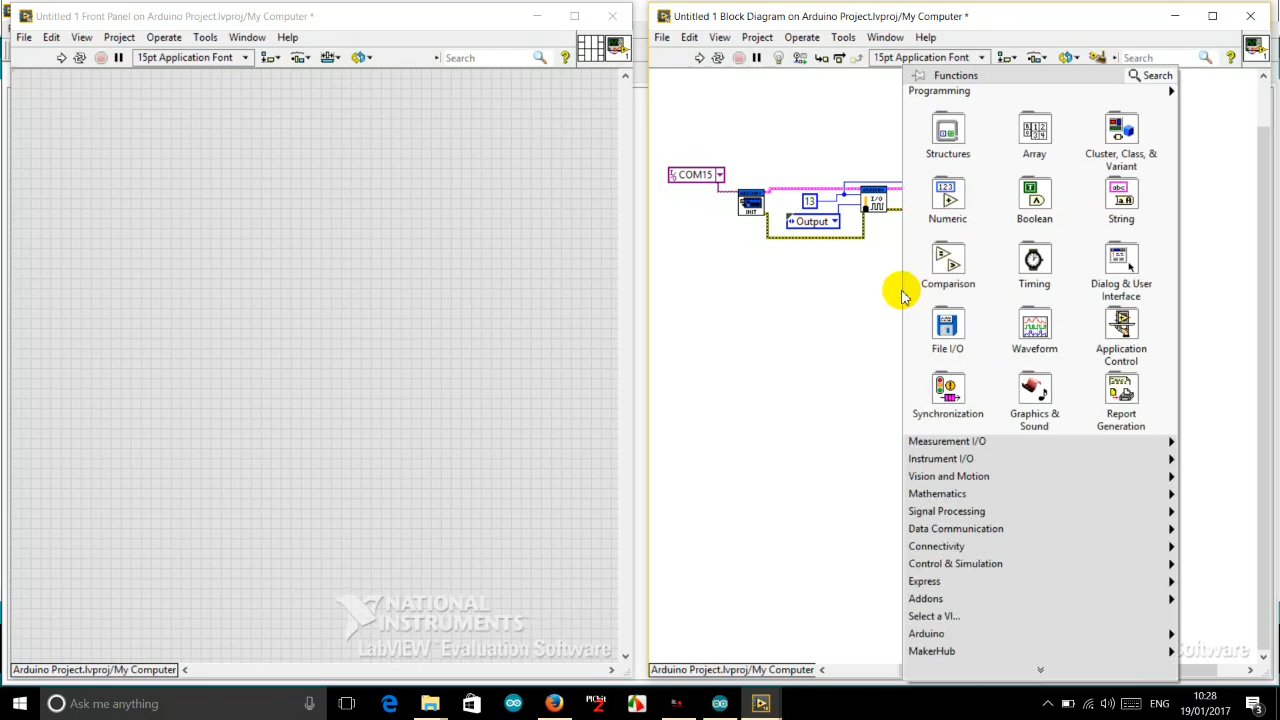 Untitled 1 Front Panel on Arduino Project.lvproj/My Computer *
File Edit View Project Operate Tools Window Help
15pt Application Font
Search
1
NATIONAL
INSTRUMENTS
LabVIEW Evaluation Software
Arduino Project.lvproj/My Computer
Untitled 1 Block Diagram on Arduino Project.lvproj/My Computer *
File Edit View Project Operate Tools Window Help
15pt Application Font
Search
1
COM15
INIT
13
Output
I/O
Functions
Search
Programming
Structures
Array
Cluster, Class, &
Variant
Numeric
Boolean
String
Comparison
Timing
Dialog & User
Interface
File I/O
Waveform
Application
Control
Synchronization
Graphics &
Sound
Report
Generation
Measurement I/O
Instrument I/O
Vision and Motion
Mathematics
Signal Processing
Data Communication
Connectivity
Control & Simulation
Express
Addons
Select a VI...
Arduino
MakerHub
oftware
Arduino Project.lvproj/My Computer
Ask me anything
ENG
10:28
19/01/2017
3